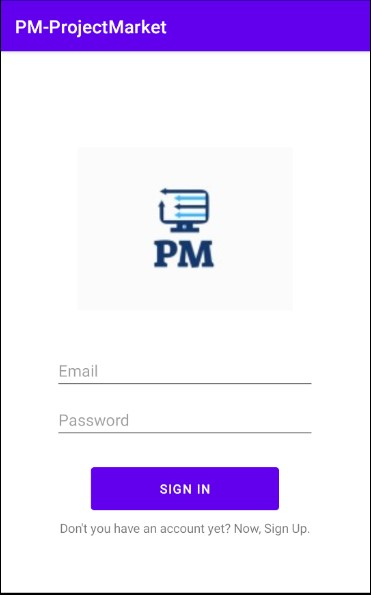 PM-ProjectMarket
PM
Email
Password
SIGN IN
Don't you have an account yet? Now, Sign Up.